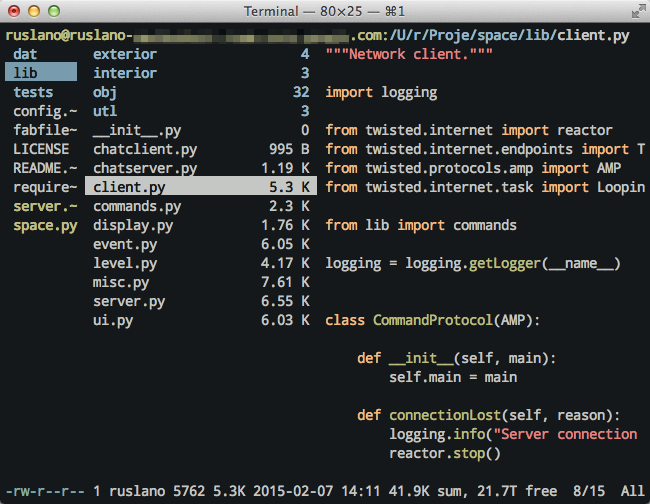 Terminal — 80×25 — ⌘1
ruslano@ruslano- .com:/U/r/Proje/space/lib/client.py
dat exterior 4 """Network client."""
lib interior 3
tests obj 32 import logging
config.~ utl 3
fabfile~ __init__.py 0 from twisted.internet import reactor
LICENSE chatclient.py 995 B from twisted.internet.endpoints import T
README.~ chatserver.py 1.19 K from twisted.protocols.amp import AMP
require~ client.py 5.3 K from twisted.internet.task import Loopin
server.~ commands.py 2.3 K
space.py display.py 1.76 K from lib import commands
event.py 6.05 K
level.py 4.17 K logging = logging.getLogger(__name__)
misc.py 7.61 K
server.py 6.55 K
ui.py 6.03 K class CommandProtocol(AMP):
def __init__(self, main):
self.main = main
def connectionLost(self, reason):
logging.info("Server connection
reactor.stop()
-rw-r--r-- 1 ruslano 5762 5.3K 2015-02-07 14:11 41.9K sum, 21.7T free 8/15 All